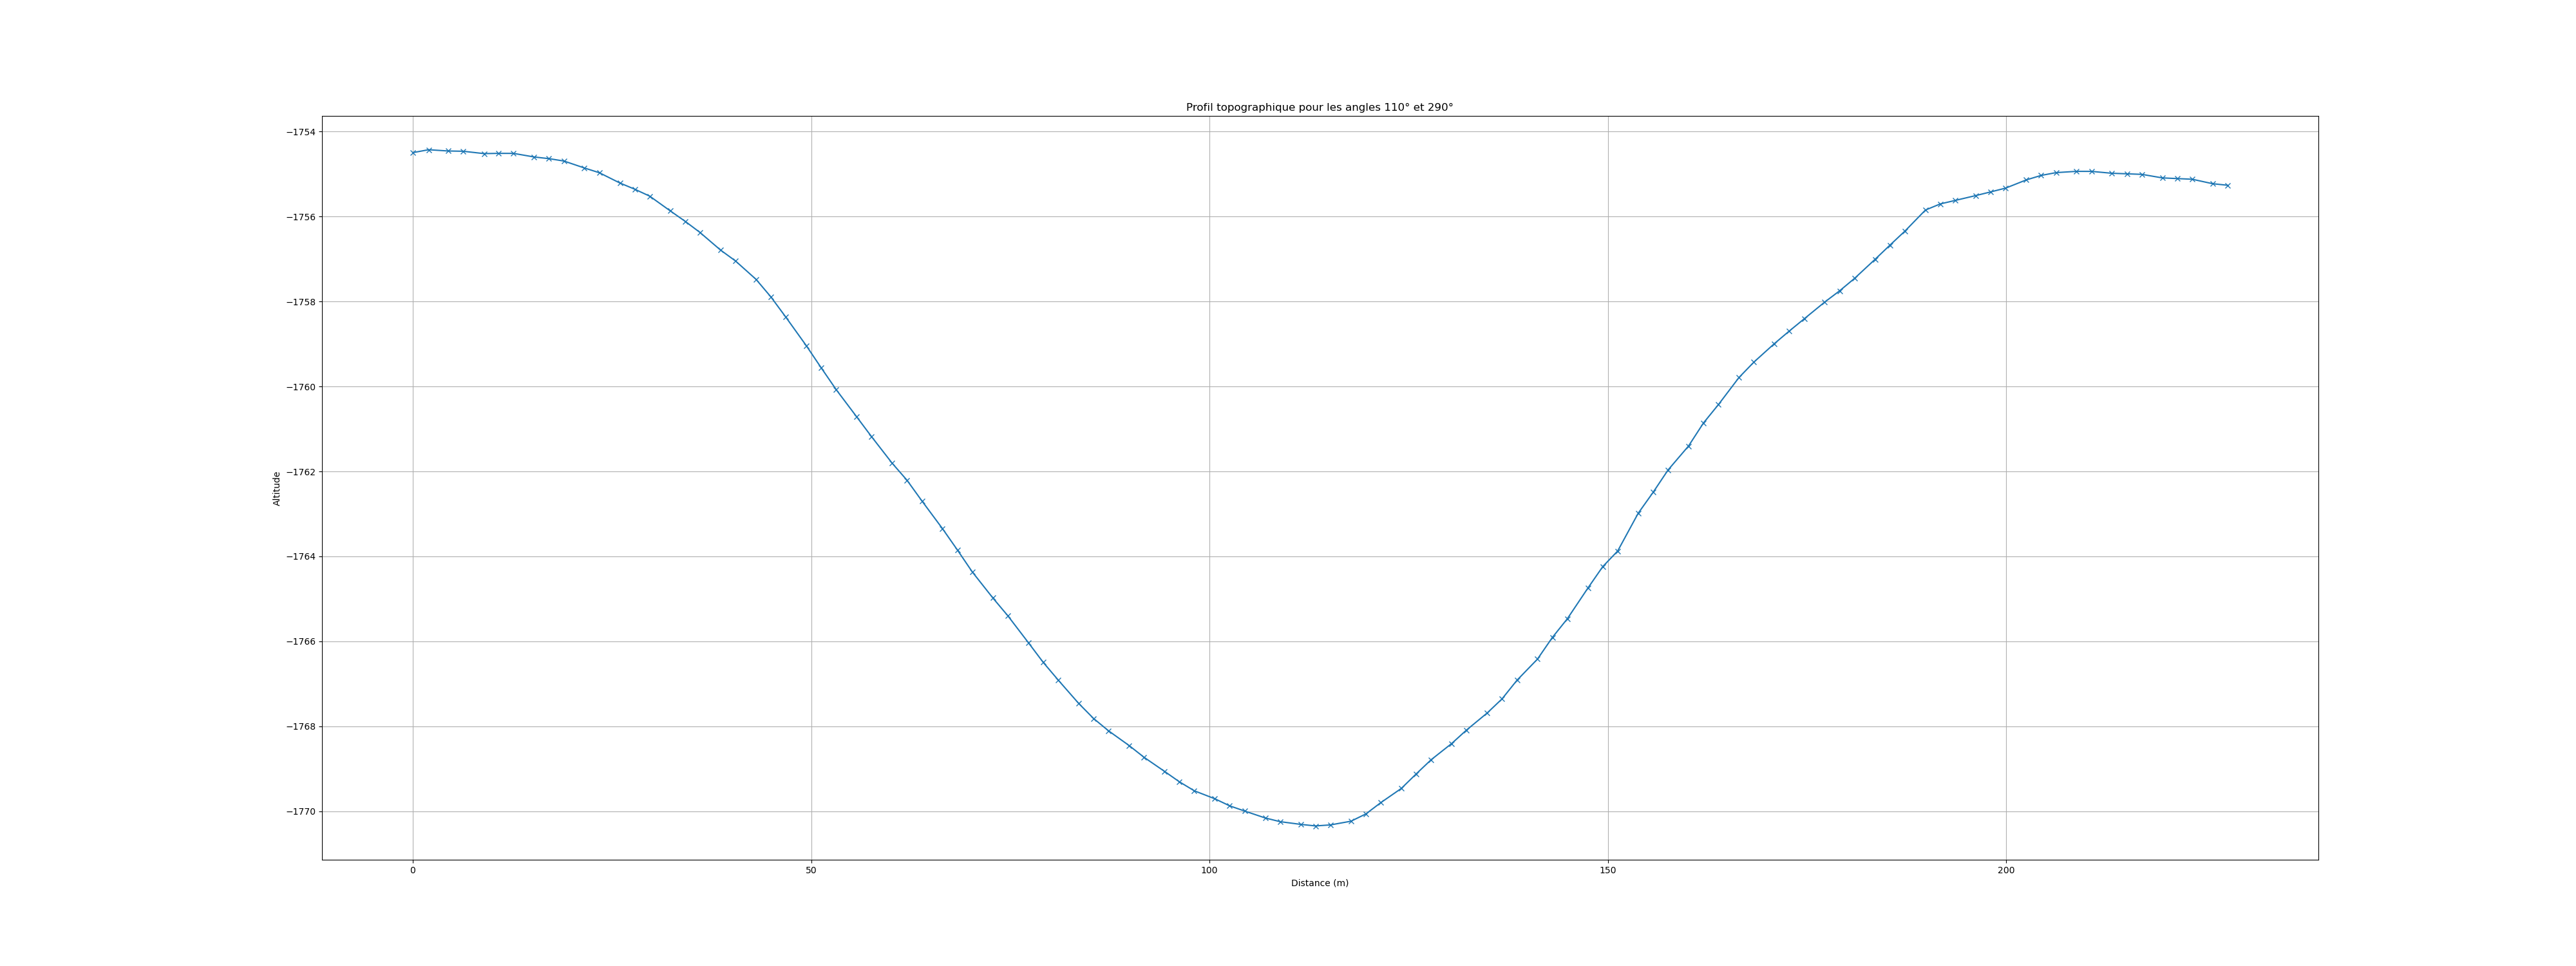 Profil topographique pour les angles 110° et 290°
−1754
−1756
−1758
−1760
−1762
−1764
−1766
−1768
−1770
Altitude
0 50 100 150 200
Distance (m)